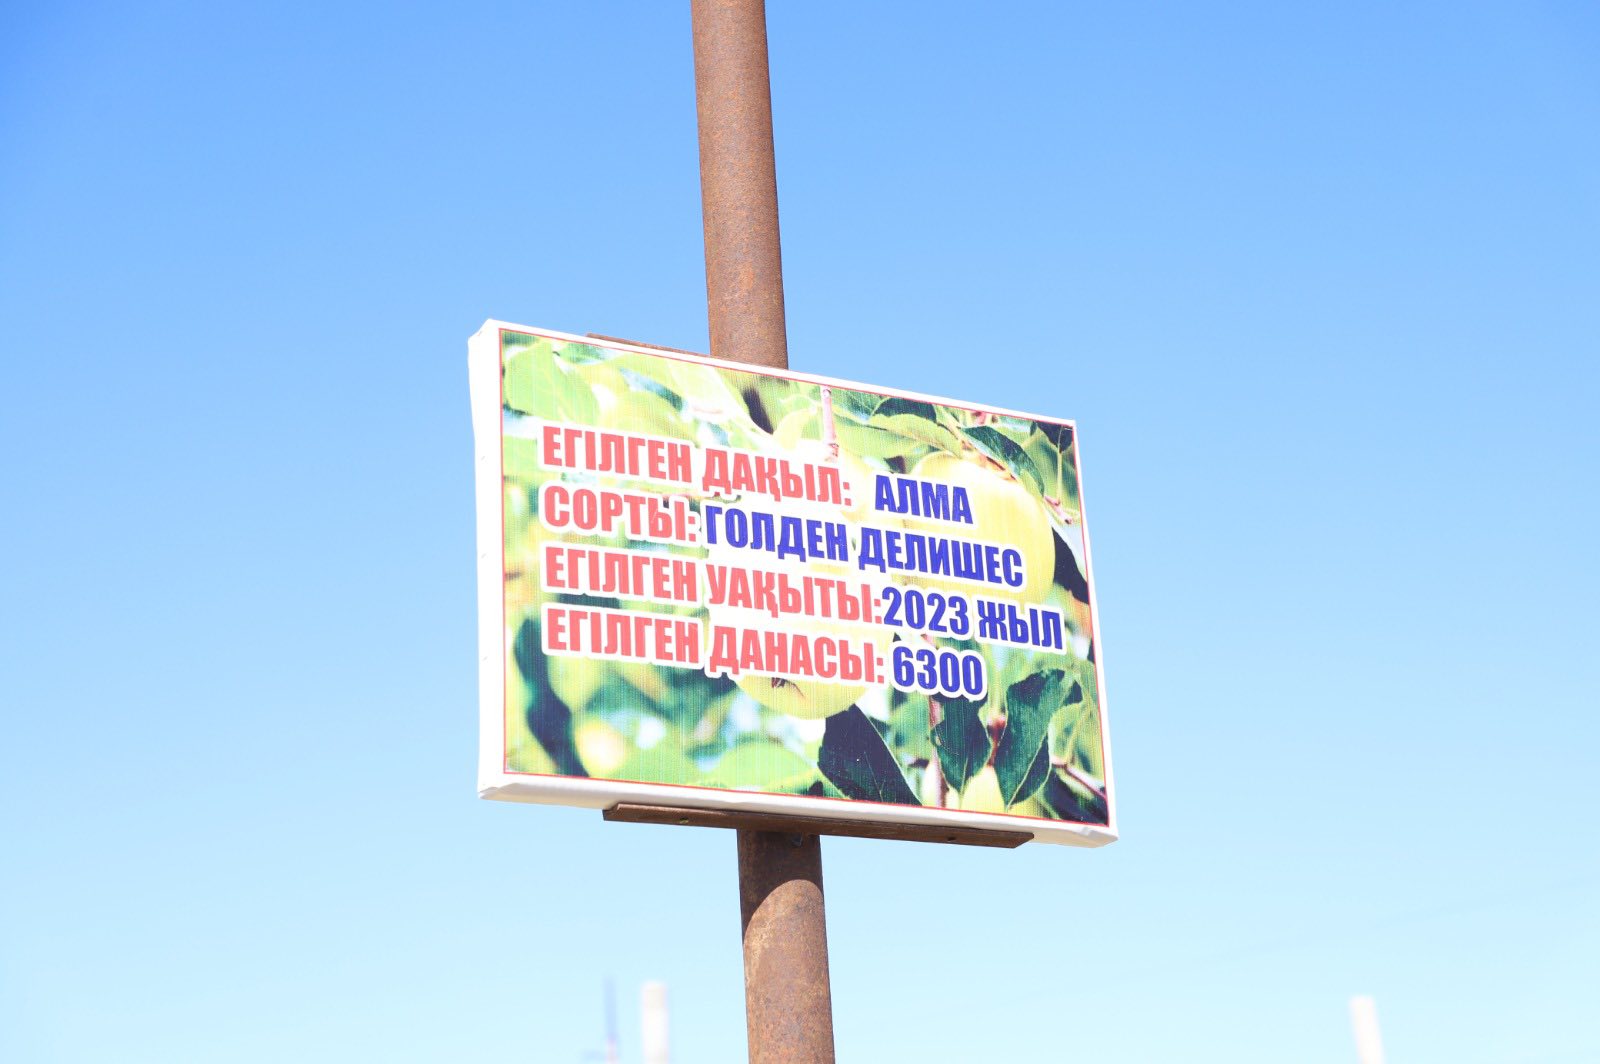 ЕГІЛГЕН ДАҚЫЛ: АЛМА
СОРТЫ: ГОЛДЕН ДЕЛИШЕС
ЕГІЛГЕН УАҚЫТЫ:2023 ЖЫЛ
ЕГІЛГЕН ДАНАСЫ: 6300